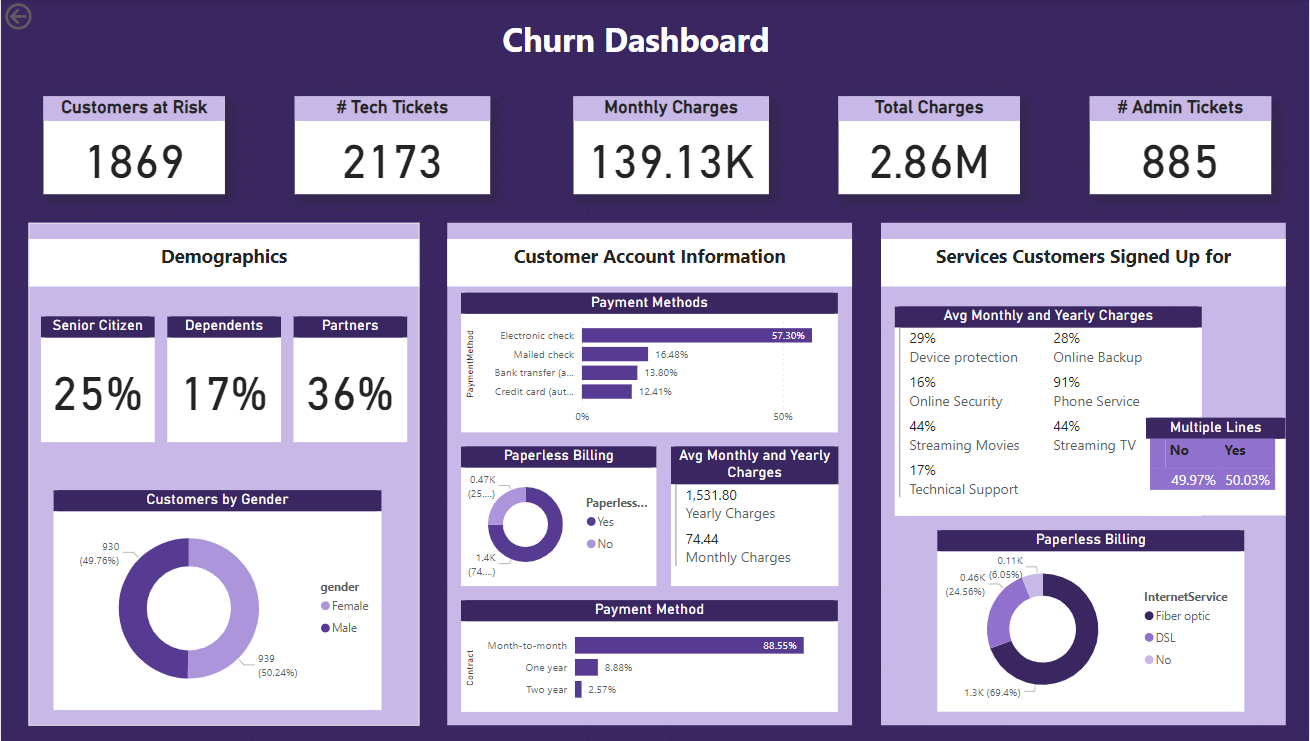 Churn Dashboard
Customers at Risk
1869
# Tech Tickets
2173
Monthly Charges
139.13K
Total Charges
2.86M
# Admin Tickets
885
Demographics
Senior Citizen
25%
Dependents
17%
Partners
36%
Customers by Gender
930
(49.76%)
939
(50.24%)
gender
Female
Male
Customer Account Information
Payment Methods
PaymentMethod
Electronic check 57.30%
Mailed check 16.48%
Bank transfer (a... 13.80%
Credit card (aut... 12.41%
0% 50%
Paperless Billing
0.47K
(25....)
1.4K
(74....)
Paperless...
Yes
No
Avg Monthly and Yearly
Charges
1,531.80
Yearly Charges
74.44
Monthly Charges
Payment Method
Contract
Month-to-month 88.55%
One year 8.88%
Two year 2.57%
Services Customers Signed Up for
Avg Monthly and Yearly Charges
29% 28%
Device protection Online Backup
16% 91%
Online Security Phone Service
44% 44%
Streaming Movies Streaming TV
17%
Technical Support
Multiple Lines
No Yes
49.97% 50.03%
Paperless Billing
0.11K
(6.05%)
0.46K
(24.56%)
1.3K (69.4%)
InternetService
Fiber optic
DSL
No